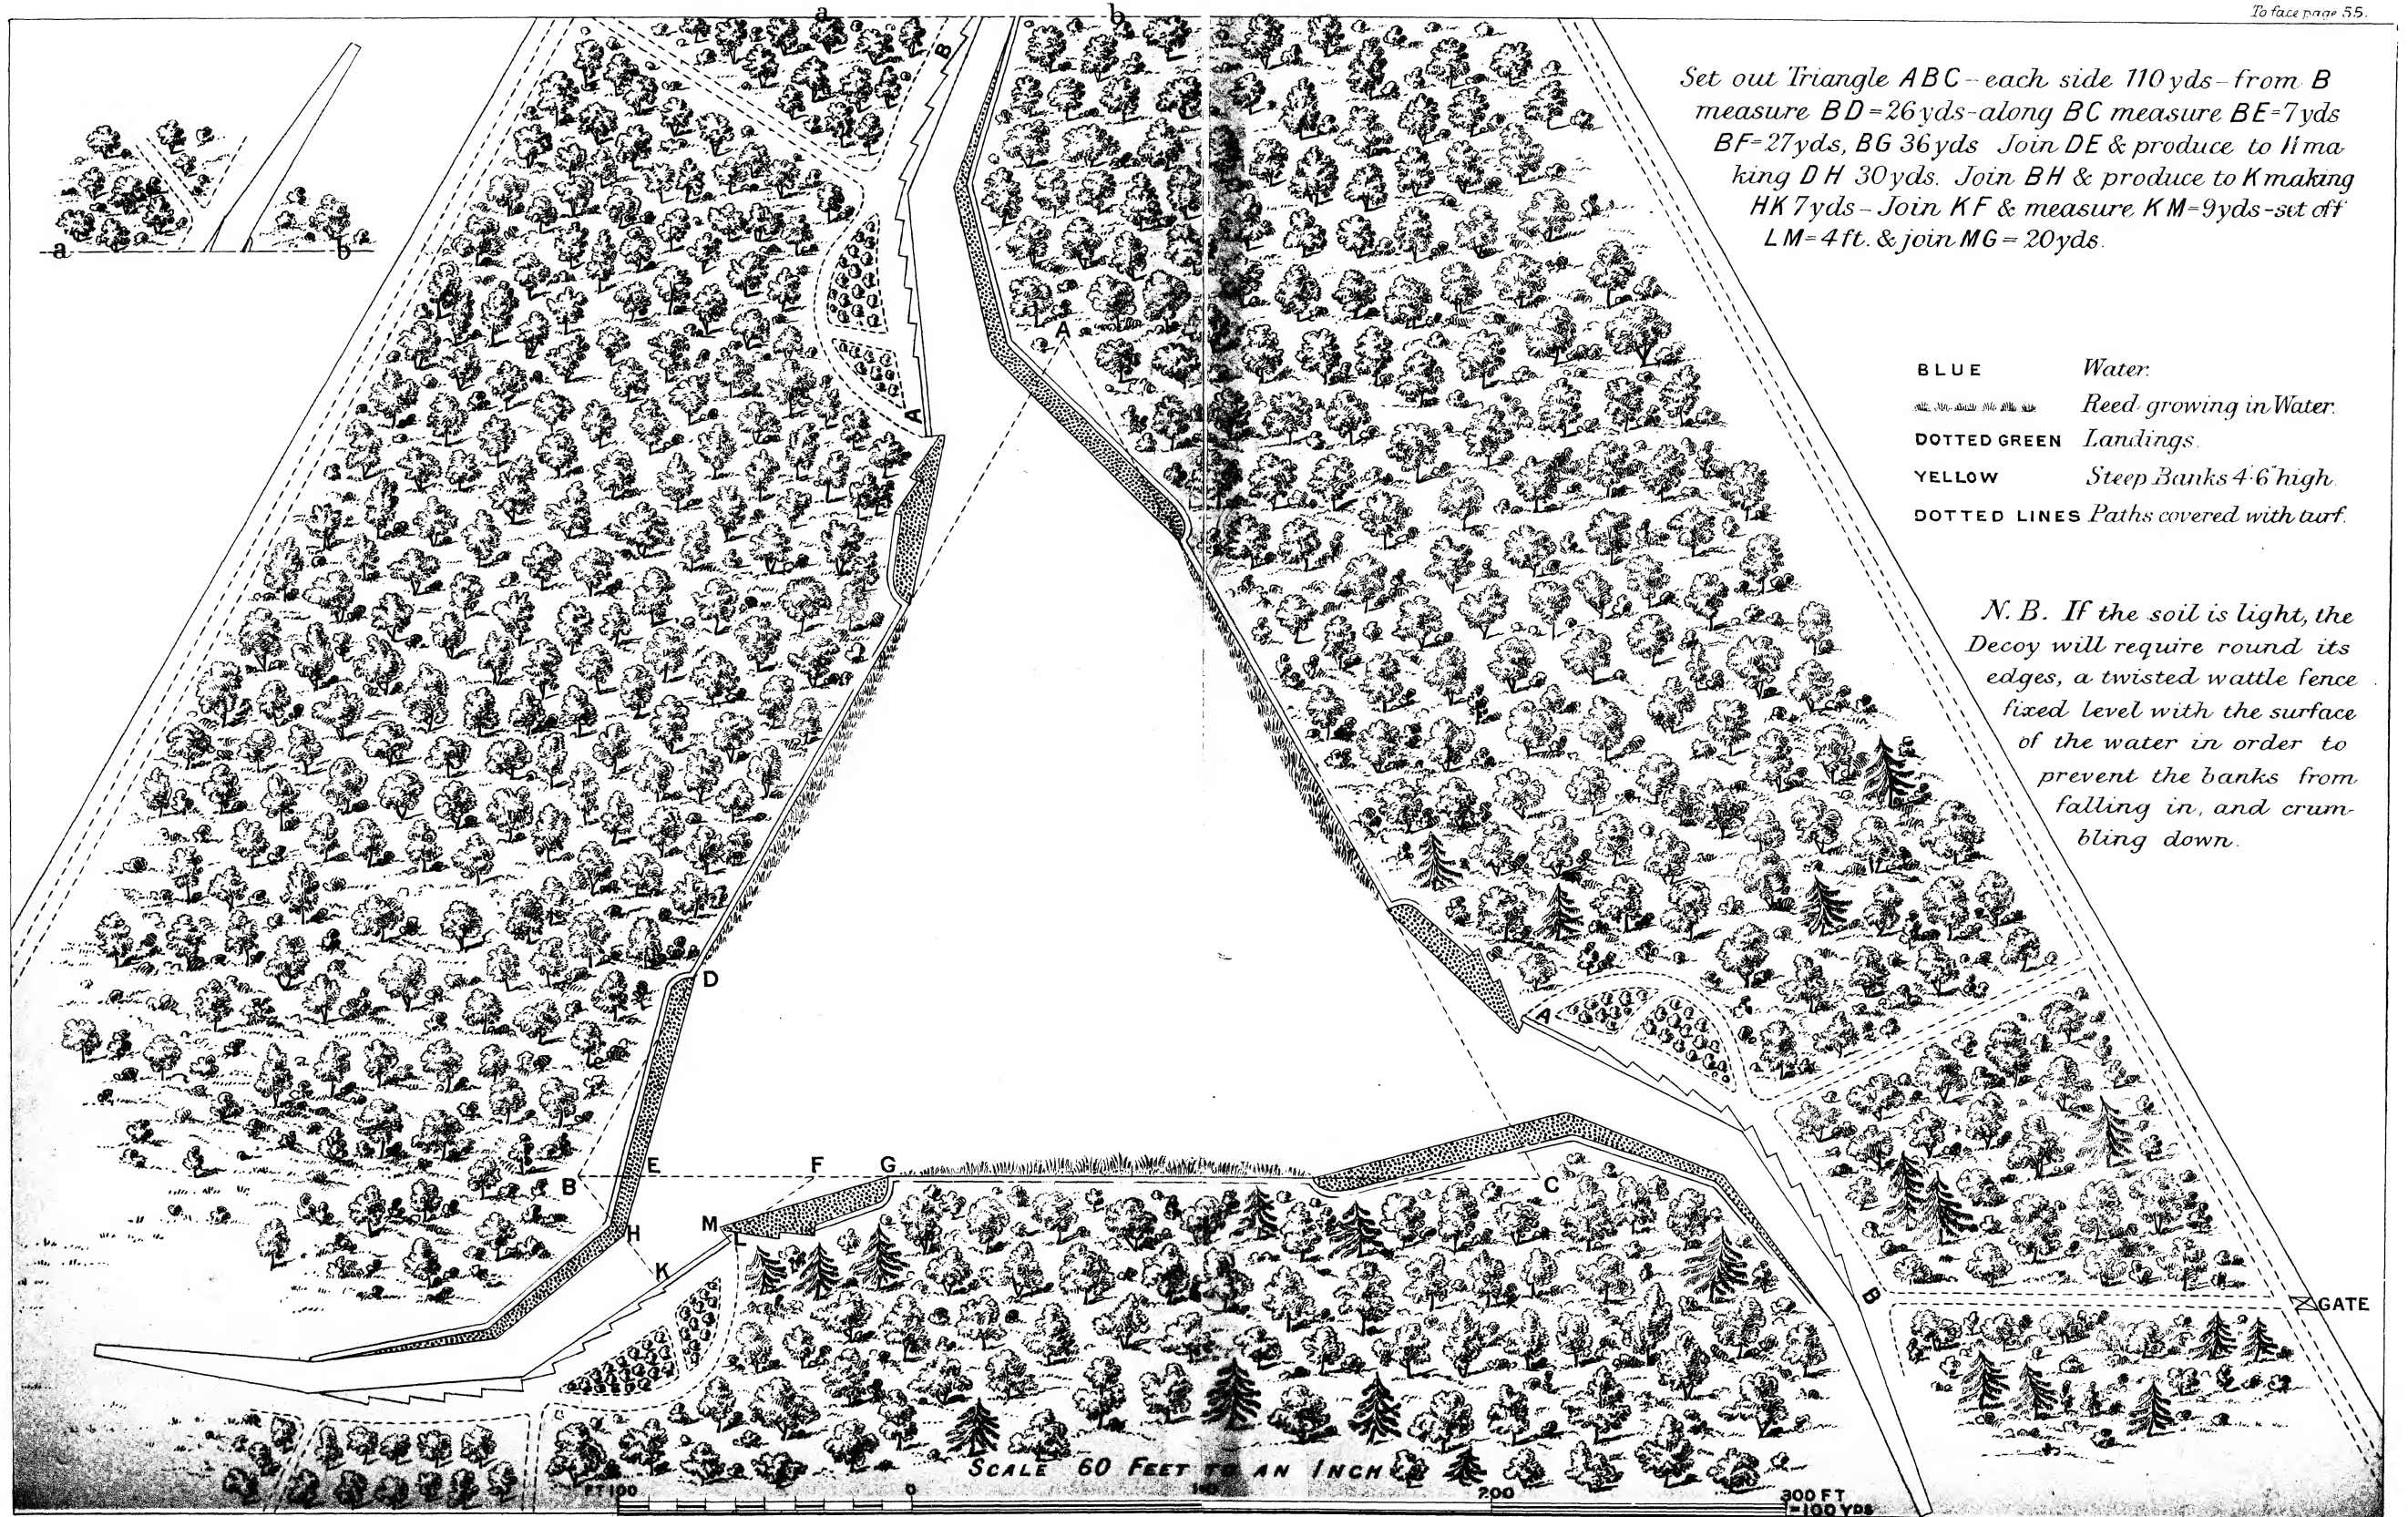 To face page 55.
a
b
B
Set out Triangle ABC - each side 110 yds - from B
measure BD = 26 yds - along BC measure BE = 7 yds
BF = 27 yds, BG 36 yds Join DE & produce to H ma
king DH 30 yds. Join BH & produce to K making
HK 7 yds - Join KF & measure KM = 9 yds - set off
LM = 4 ft. & join MG = 20 yds.
a
b
A
BLUE Water.
Reed growing in Water.
DOTTED GREEN Landings.
YELLOW Steep Banks 4·6" high.
DOTTED LINES Paths covered with turf.
A
N.B. If the soil is light, the
Decoy will require round its
edges, a twisted wattle fence
fixed level with the surface
of the water in order to
prevent the banks from
falling in, and crum-
bling down.
D
A
E
F
G
B
C
H
M
L
K
B
GATE
SCALE 60 FEET TO AN INCH
FT 100
0
100
200
300 FT
=100 YDS